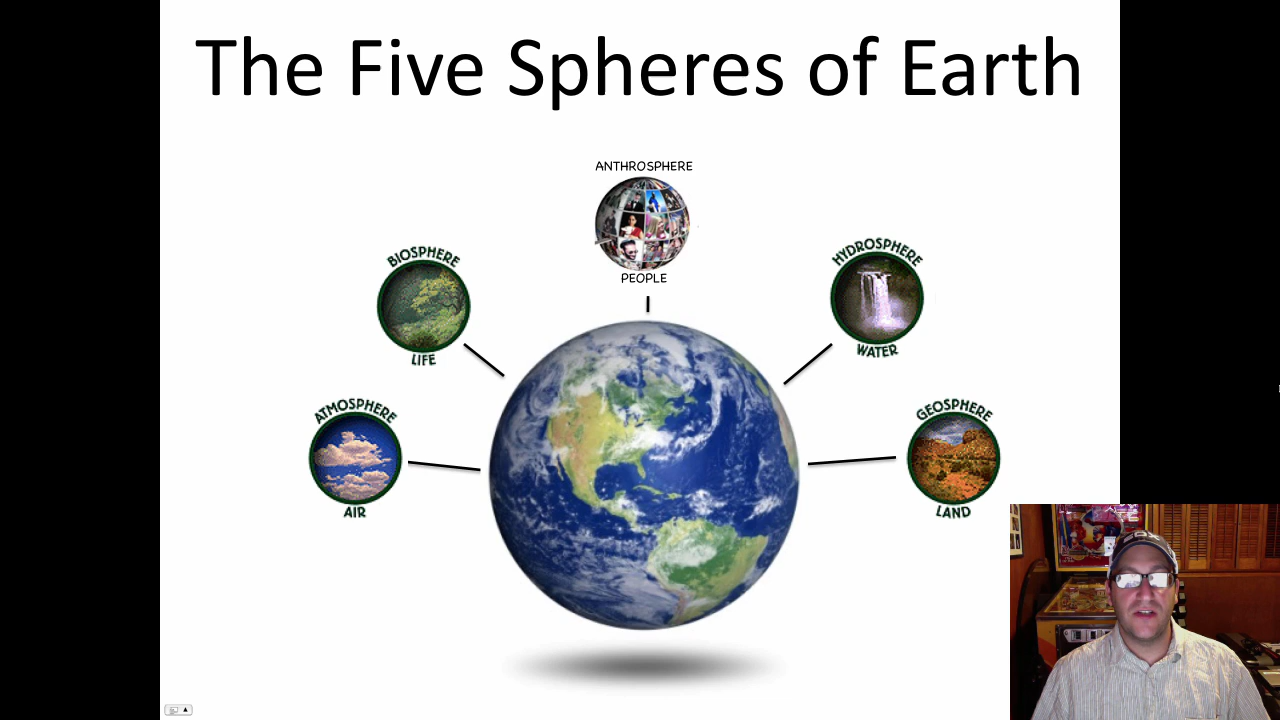 The Five Spheres of Earth
ANTHROSPHERE
PEOPLE
BIOSPHERE
LIFE
HYDROSPHERE
WATER
ATMOSPHERE
AIR
GEOSPHERE
LAND